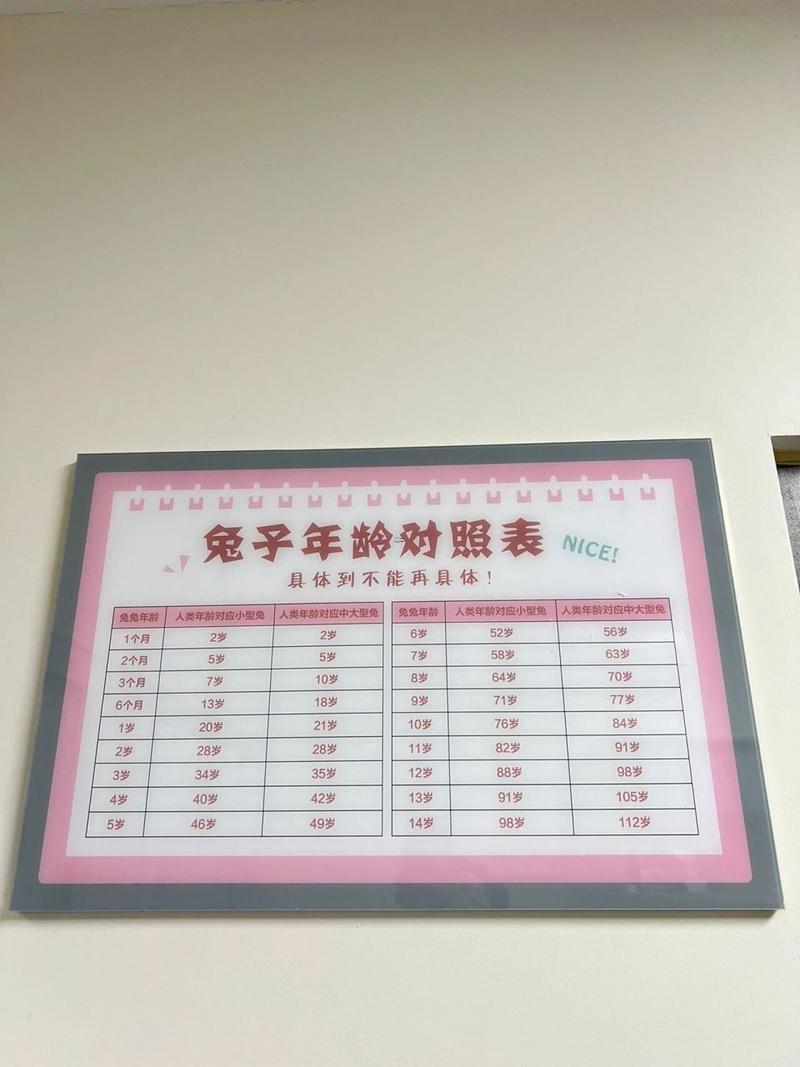 兔子年龄对照表
NICE!
具体到不能再具体!
兔兔年龄 人类年龄对应小型兔 人类年龄对应中大型兔
1个月 2岁 2岁
2个月 5岁 5岁
3个月 7岁 10岁
6个月 13岁 18岁
1岁 20岁 21岁
2岁 28岁 28岁
3岁 34岁 35岁
4岁 40岁 42岁
5岁 46岁 49岁
兔兔年龄 人类年龄对应小型兔 人类年龄对应中大型兔
6岁 52岁 56岁
7岁 58岁 63岁
8岁 64岁 70岁
9岁 71岁 77岁
10岁 76岁 84岁
11岁 82岁 91岁
12岁 88岁 98岁
13岁 91岁 105岁
14岁 98岁 112岁